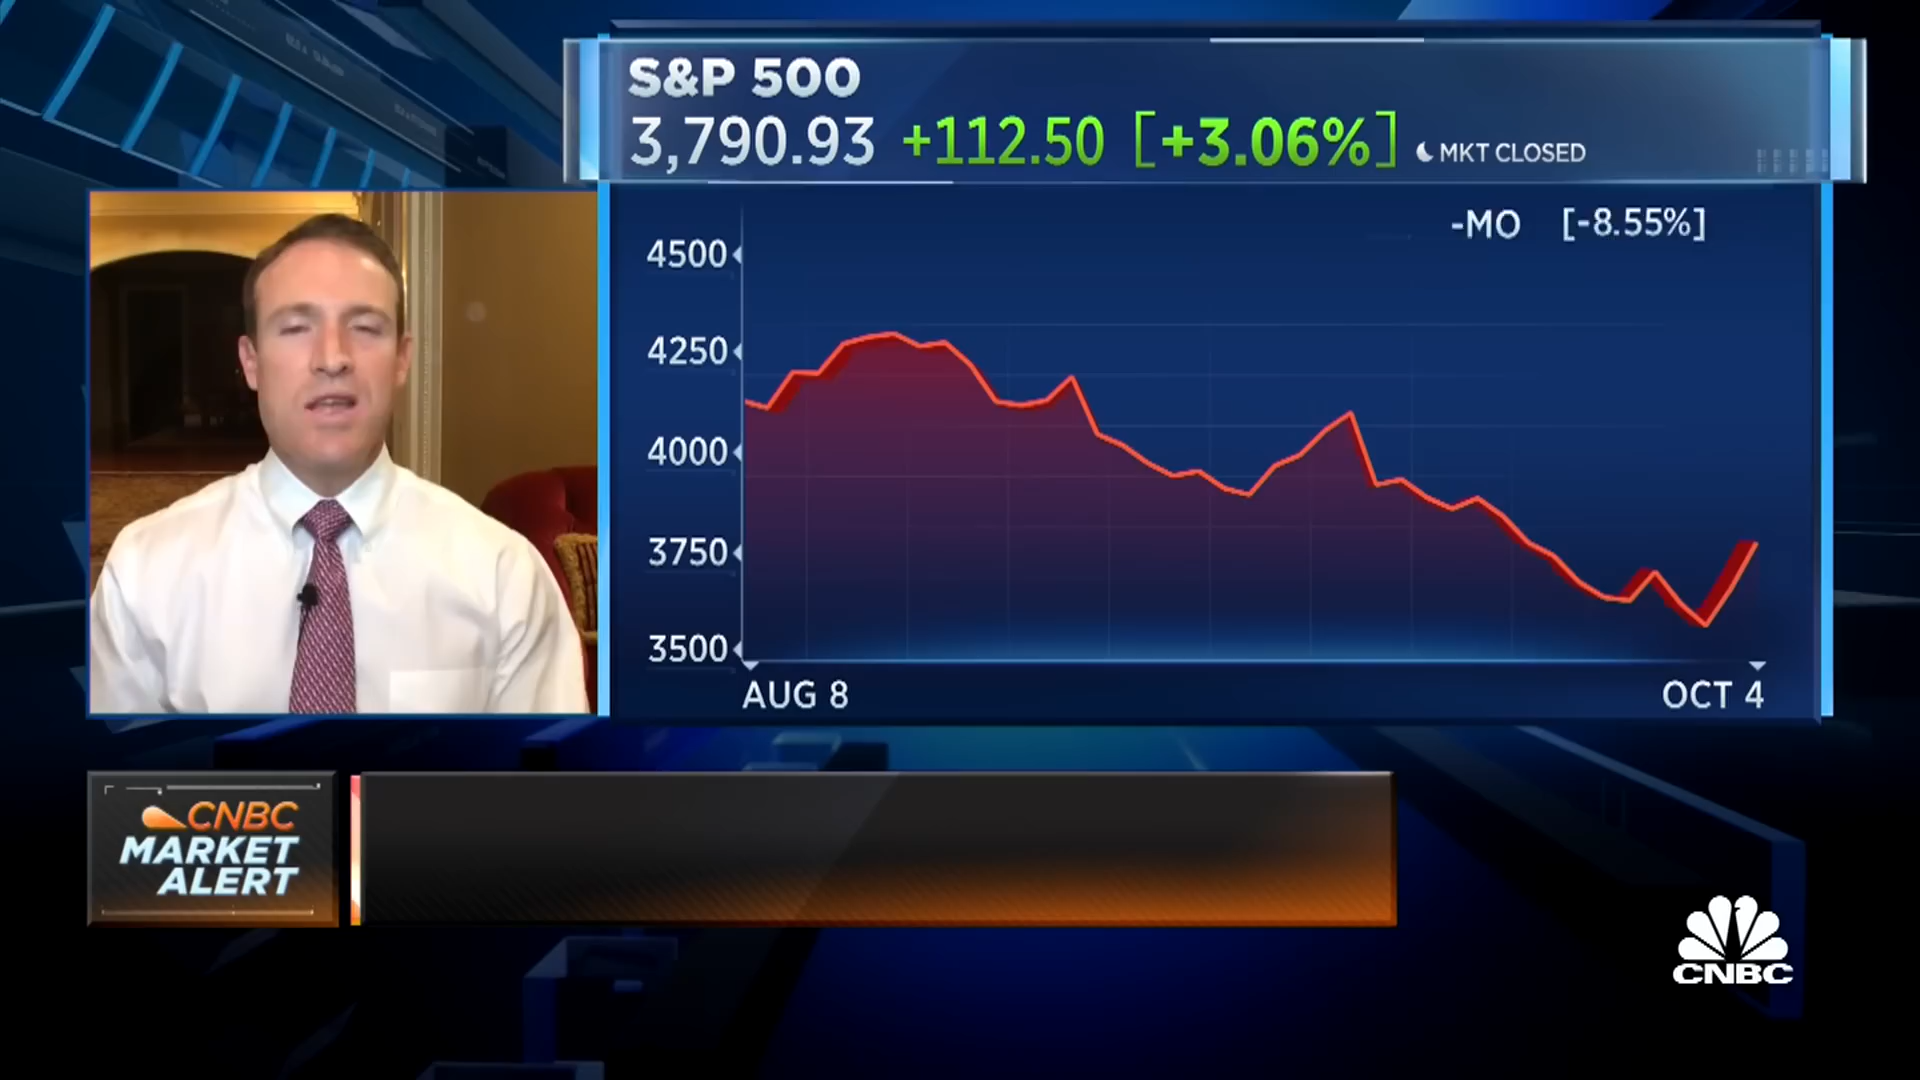 S&P 500
3,790.93 +112.50 [+3.06%] MKT CLOSED
-MO [-8.55%]
4500
4250
4000
3750
3500
AUG 8
OCT 4
CNBC
MARKET
ALERT
CNBC